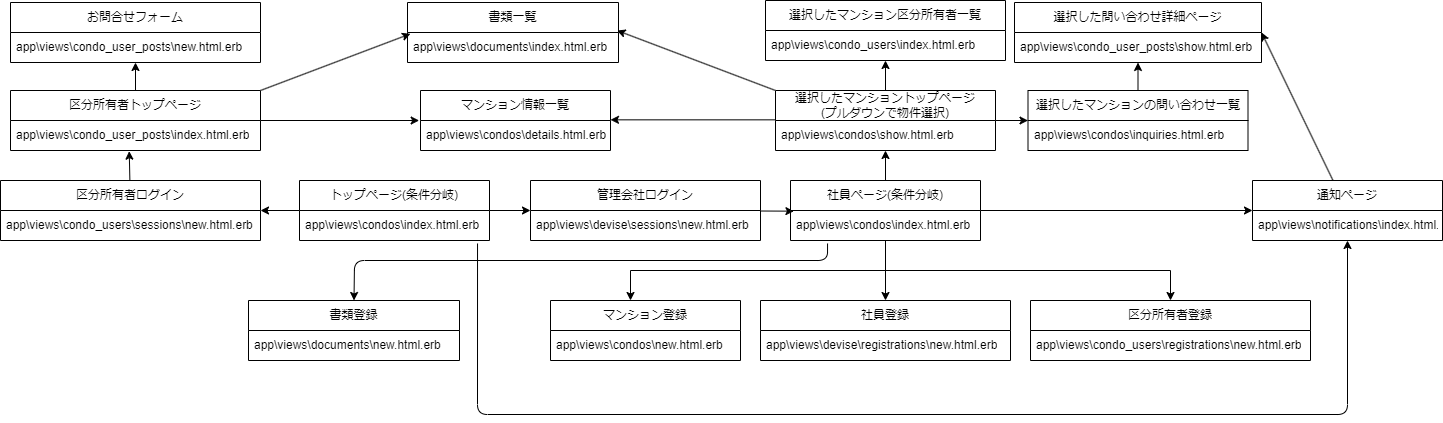 お問合せフォーム
app\views\condo_user_posts\new.html.erb
書類一覧
app\views\documents\index.html.erb
選択したマンション区分所有者一覧
app\views\condo_users\index.html.erb
選択した問い合わせ詳細ページ
app\views\condo_user_posts\show.html.erb
区分所有者トップページ
app\views\condo_user_posts\index.html.erb
マンション情報一覧
app\views\condos\details.html.erb
選択したマンショントップページ
(プルダウンで物件選択)
app\views\condos\show.html.erb
選択したマンションの問い合わせ一覧
app\views\condos\inquiries.html.erb
区分所有者ログイン
app\views\condo_users\sessions\new.html.erb
トップページ(条件分岐)
app\views\condos\index.html.erb
管理会社ログイン
app\views\devise\sessions\new.html.erb
社員ページ(条件分岐)
app\views\condos\index.html.erb
通知ページ
app\views\notifications\index.html.
書類登録
app\views\documents\new.html.erb
マンション登録
app\views\condos\new.html.erb
社員登録
app\views\devise\registrations\new.html.erb
区分所有者登録
app\views\condo_users\registrations\new.html.erb